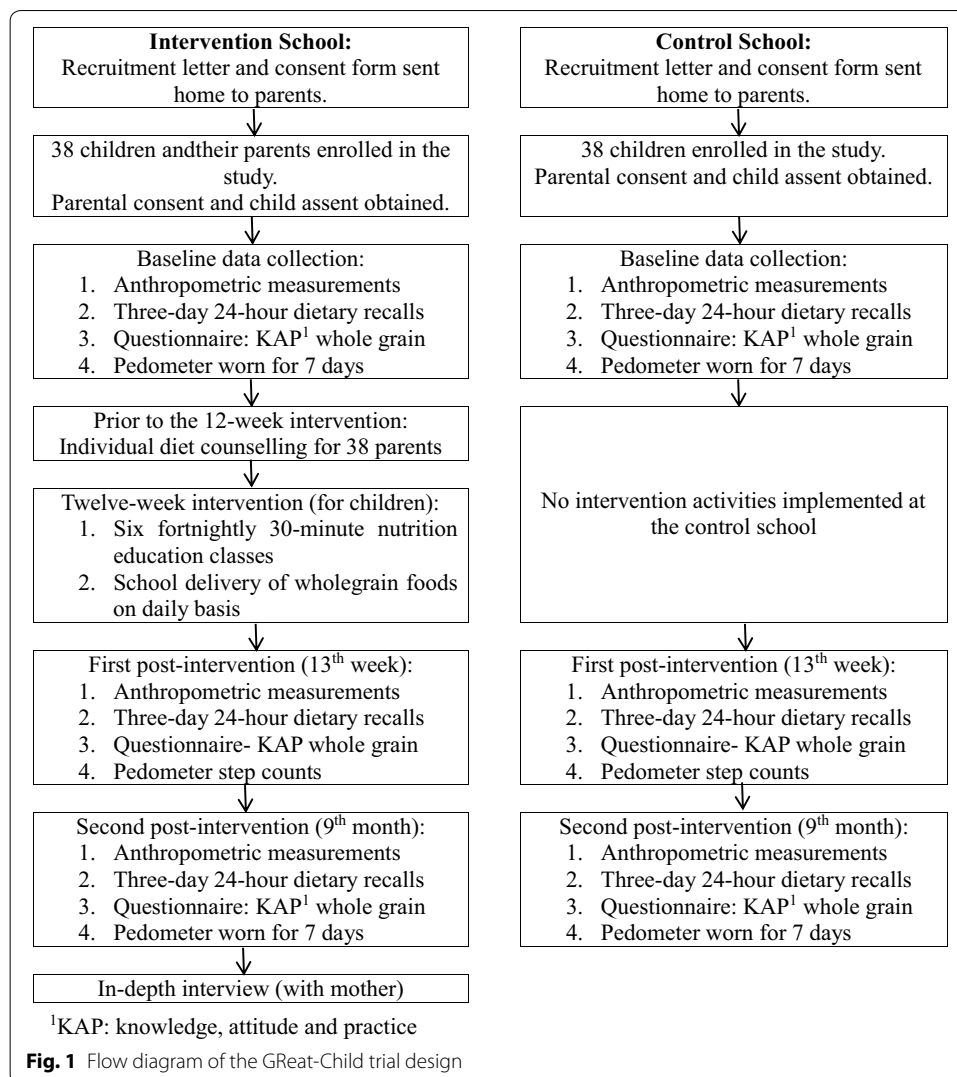 Intervention School:
Recruitment letter and consent form sent
home to parents.
38 children andtheir parents enrolled in the
study.
Parental consent and child assent obtained.
Baseline data collection:
1. Anthropometric measurements
2. Three-day 24-hour dietary recalls
3. Questionnaire: KAP¹ whole grain
4. Pedometer worn for 7 days
Prior to the 12-week intervention:
Individual diet counselling for 38 parents
Twelve-week intervention (for children):
1. Six fortnightly 30-minute nutrition
education classes
2. School delivery of wholegrain foods
on daily basis
First post-intervention (13th week):
1. Anthropometric measurements
2. Three-day 24-hour dietary recalls
3. Questionnaire- KAP whole grain
4. Pedometer step counts
Second post-intervention (9th month):
1. Anthropometric measurements
2. Three-day 24-hour dietary recalls
3. Questionnaire: KAP¹ whole grain
4. Pedometer worn for 7 days
In-depth interview (with mother)
Control School:
Recruitment letter and consent form sent
home to parents.
38 children enrolled in the study.
Parental consent and child assent obtained.
Baseline data collection:
1. Anthropometric measurements
2. Three-day 24-hour dietary recalls
3. Questionnaire: KAP¹ whole grain
4. Pedometer worn for 7 days
No intervention activities implemented at
the control school
First post-intervention (13th week):
1. Anthropometric measurements
2. Three-day 24-hour dietary recalls
3. Questionnaire- KAP whole grain
4. Pedometer step counts
Second post-intervention (9th month):
1. Anthropometric measurements
2. Three-day 24-hour dietary recalls
3. Questionnaire: KAP¹ whole grain
4. Pedometer worn for 7 days
¹KAP: knowledge, attitude and practice
Fig. 1 Flow diagram of the GReat-Child trial design